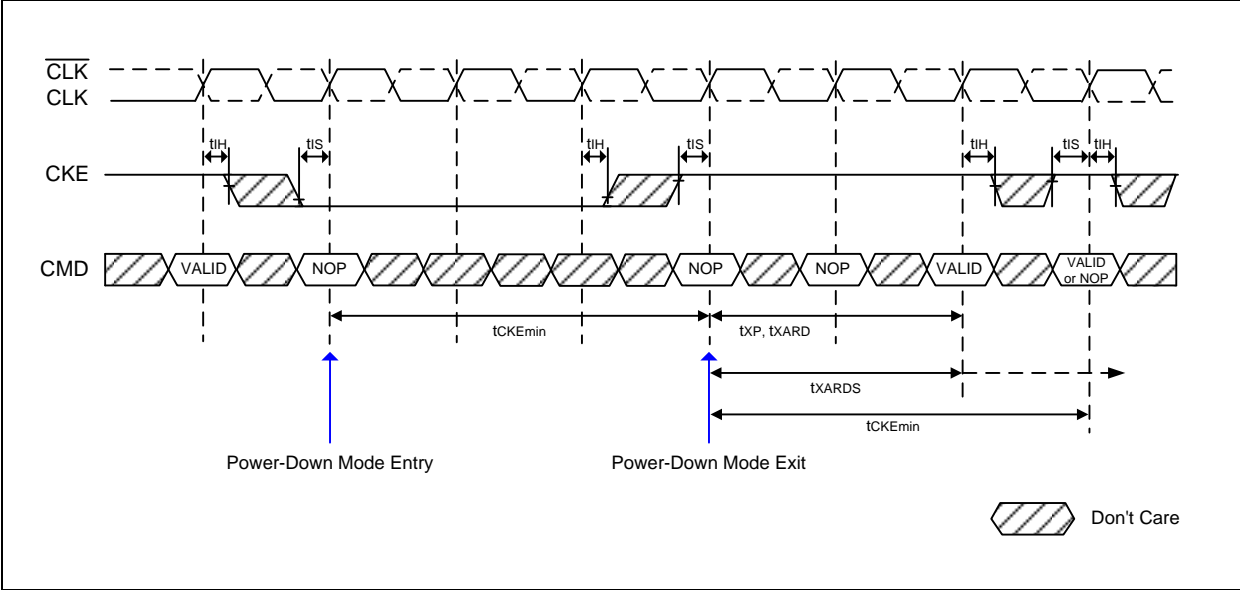 CLK
CLK
tIH
tIS
tIH
tIS
tIH
tIS
tIH
CKE
CMD
VALID
NOP
NOP
NOP
VALID
VALID
or NOP
tCKEmin
tXP, tXARD
tXARDS
tCKEmin
Power-Down Mode Entry
Power-Down Mode Exit
Don't Care